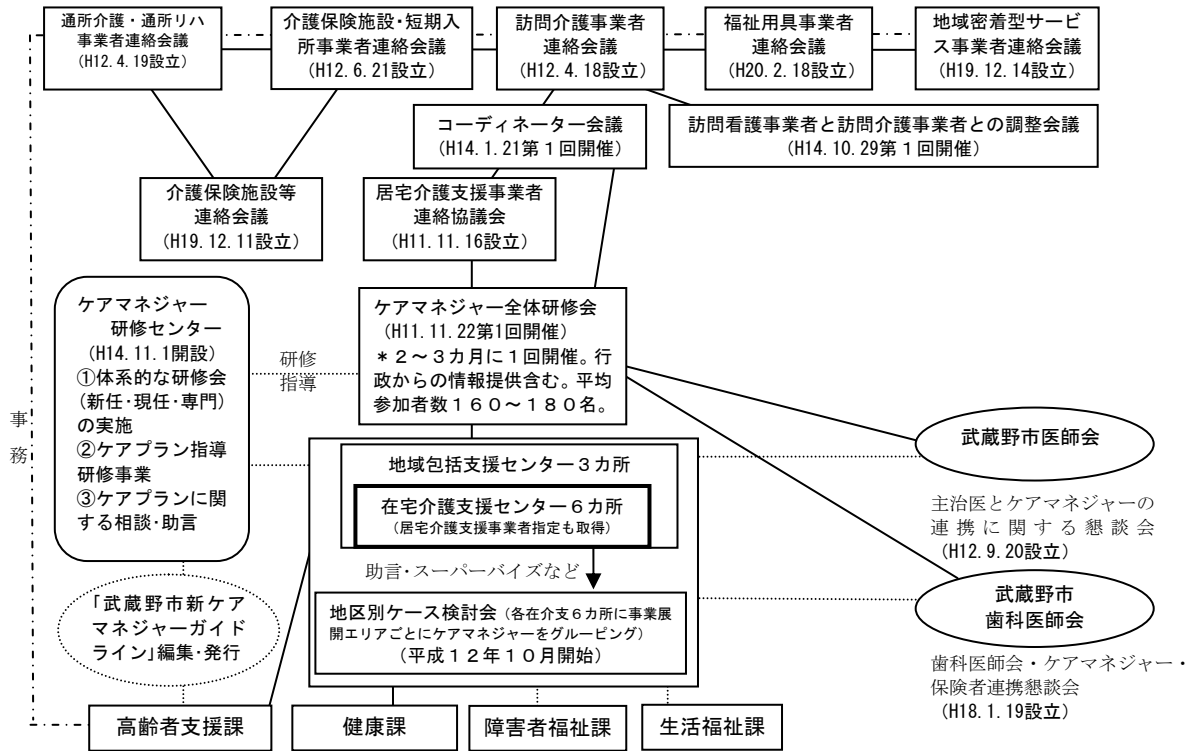 通所介護・通所リハ
事業者連絡会議
(H12.4.19設立)
介護保険施設・短期入
所事業者連絡会議
(H12.6.21設立)
訪問介護事業者
連絡会議
(H12.4.18設立)
福祉用具事業者
連絡会議
(H20.2.18設立)
地域密着型サービ
ス事業者連絡会議
(H19.12.14設立)
コーディネーター会議
(H14.1.21第１回開催)
訪問看護事業者と訪問介護事業者との調整会議
(H14.10.29第１回開催)
介護保険施設等
連絡会議
(H19.12.11設立)
居宅介護支援事業者
連絡協議会
(H11.11.16設立)
ケアマネジャー
研修センター
(H14.11.1開設)
①体系的な研修会
(新任・現任・専門)
の実施
②ケアプラン指導
研修事業
③ケアプランに関
する相談・助言
研修
指導
ケアマネジャー全体研修会
(H11.11.22第1回開催)
＊２～３カ月に１回開催。行
政からの情報提供含む。平均
参加者数１６０～１８０名。
事
務
地域包括支援センター３カ所
在宅介護支援センター６カ所
(居宅介護支援事業者指定も取得)
助言・スーパーバイズなど
地区別ケース検討会(各在介支６カ所に事業展
開エリアごとにケアマネジャーをグルーピング)
(平成１２年１０月開始)
武蔵野市医師会
主治医とケアマネジャーの
連携に関する懇談会
(H12.9.20設立)
武蔵野市
歯科医師会
歯科医師会・ケアマネジャー・
保険者連携懇談会
(H18.1.19設立)
「武蔵野市新ケア
マネジャーガイド
ライン」編集・発行
高齢者支援課
健康課
障害者福祉課
生活福祉課